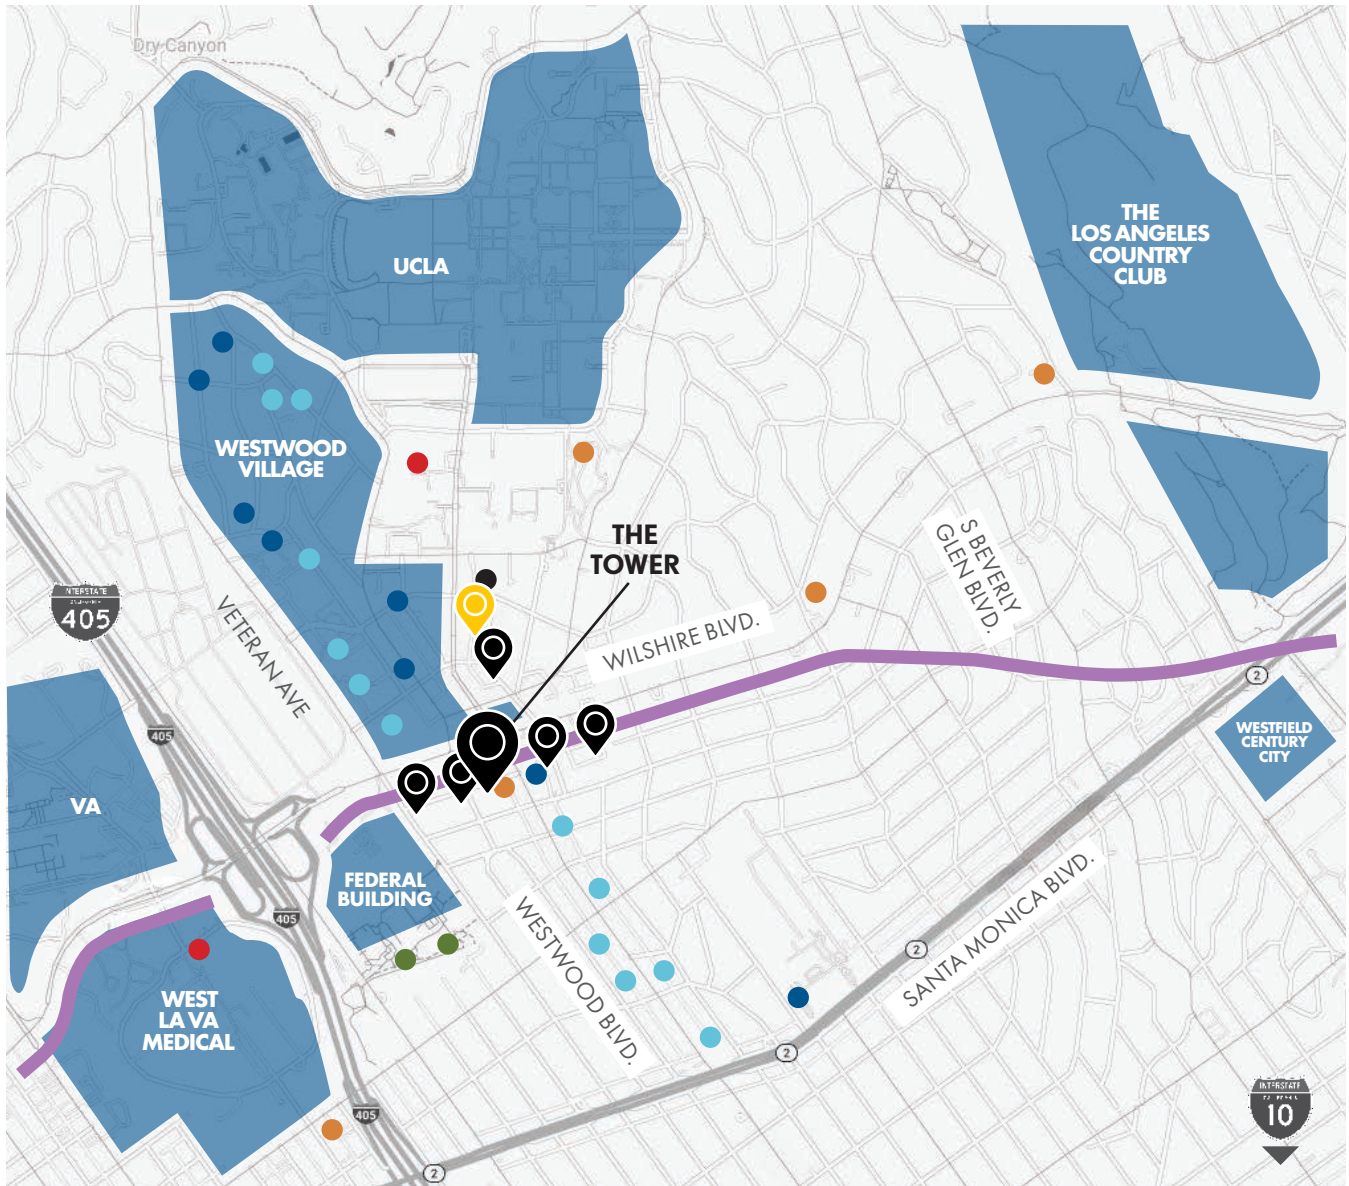 Dry Canyon
UCLA
THE
LOS ANGELES
COUNTRY
CLUB
WESTWOOD
VILLAGE
THE
TOWER
S BEVERLY
GLEN BLVD.
INTERSTATE
CALIFORNIA
405
VETERAN AVE
WILSHIRE BLVD.
2
405
WESTFIELD
CENTURY
CITY
VA
FEDERAL
BUILDING
405
WESTWOOD BLVD.
SANTA MONICA BLVD.
2
WEST
LA VA
MEDICAL
2
INTERSTATE
CALIFORNIA
10
405
2